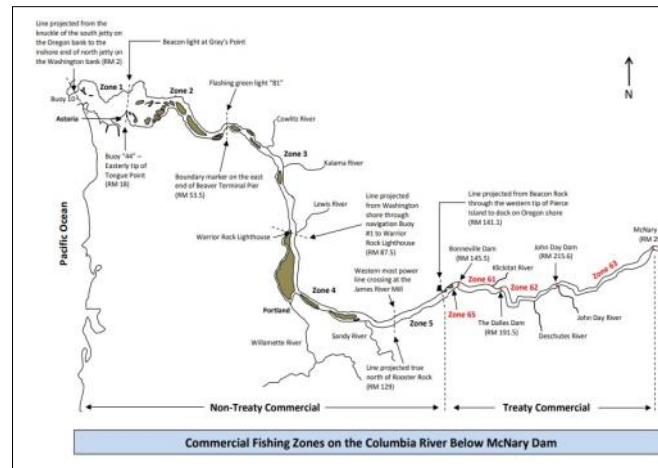 Line projected from the
knuckle of the south jetty on
the Oregon bank to the
inshore end of north jetty on
the Washington bank (RM 2)
Beacon light at Gray's Point
Zone 1
Zone 2
Flashing green light "81"
Buoy 10
Astoria
Cowlitz River
Buoy "44" –
Easterly tip of
Tongue Point
(RM 18)
Boundary marker on the east
end of Beaver Terminal Pier
(RM 53.5)
Zone 3
Kalama River
N
Pacific Ocean
Lewis River
Warrior Rock Lighthouse
Line projected
from Washington
shore through
navigation Buoy
#1 to Warrior
Rock Lighthouse
(RM 87.5)
Line projected from Beacon Rock
through the western tip of Pierce
Island to dock on Oregon shore
(RM 141.1)
Bonneville Dam
(RM 145.5)
John Day Dam
(RM 215.6)
McNary
Zone 61
Klickitat River
Zone 62
Zone 63
Zone 4
Western most power
line crossing at the
James River Mill
Portland
Zone 5
Zone 65
The Dalles Dam
(RM 191.5)
John Day River
Deschutes River
Willamette River
Sandy River
Line projected true
north of Rooster Rock
(RM 129)
Non-Treaty Commercial
Treaty Commercial
Commercial Fishing Zones on the Columbia River Below McNary Dam